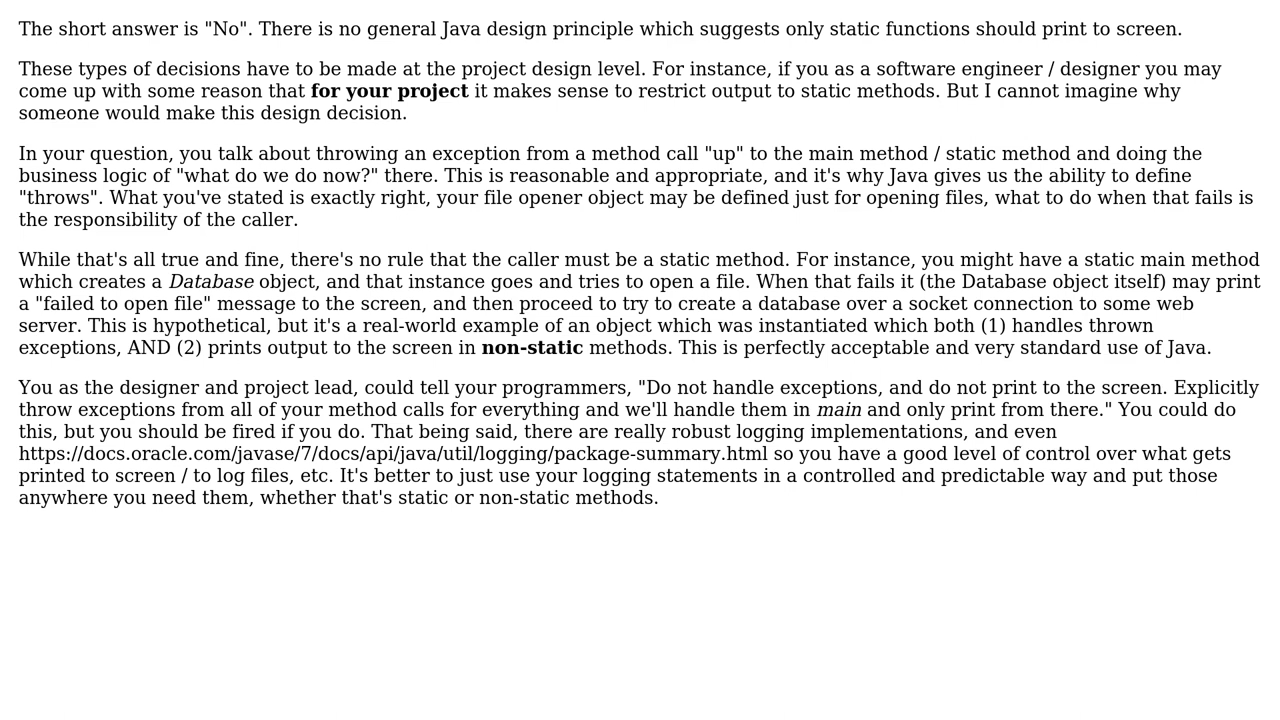 The short answer is "No". There is no general Java design principle which suggests only static functions should print to screen.
These types of decisions have to be made at the project design level. For instance, if you as a software engineer / designer you may
come up with some reason that for your project it makes sense to restrict output to static methods. But I cannot imagine why
someone would make this design decision.
In your question, you talk about throwing an exception from a method call "up" to the main method / static method and doing the
business logic of "what do we do now?" there. This is reasonable and appropriate, and it's why Java gives us the ability to define
"throws". What you've stated is exactly right, your file opener object may be defined just for opening files, what to do when that fails is
the responsibility of the caller.
While that's all true and fine, there's no rule that the caller must be a static method. For instance, you might have a static main method
which creates a Database object, and that instance goes and tries to open a file. When that fails it (the Database object itself) may print
a "failed to open file" message to the screen, and then proceed to try to create a database over a socket connection to some web
server. This is hypothetical, but it's a real-world example of an object which was instantiated which both (1) handles thrown
exceptions, AND (2) prints output to the screen in non-static methods. This is perfectly acceptable and very standard use of Java.
You as the designer and project lead, could tell your programmers, "Do not handle exceptions, and do not print to the screen. Explicitly
throw exceptions from all of your method calls for everything and we'll handle them in main and only print from there." You could do
this, but you should be fired if you do. That being said, there are really robust logging implementations, and even
https://docs.oracle.com/javase/7/docs/api/java/util/logging/package-summary.html so you have a good level of control over what gets
printed to screen / to log files, etc. It's better to just use your logging statements in a controlled and predictable way and put those
anywhere you need them, whether that's static or non-static methods.